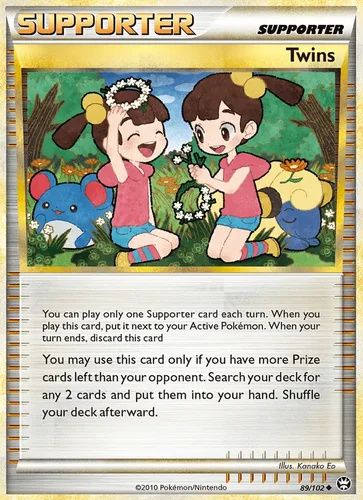 SUPPORTER
SUPPORTER
Twins
You can play only one Supporter card each turn. When you
play this card, put it next to your Active Pokémon. When your
turn ends, discard this card
You may use this card only if you have more Prize
cards left than your opponent. Search your deck for
any 2 cards and put them into your hand. Shuffle
your deck afterward.
Illus. Kanako Eo
©2010 Pokémon/Nintendo
89/102